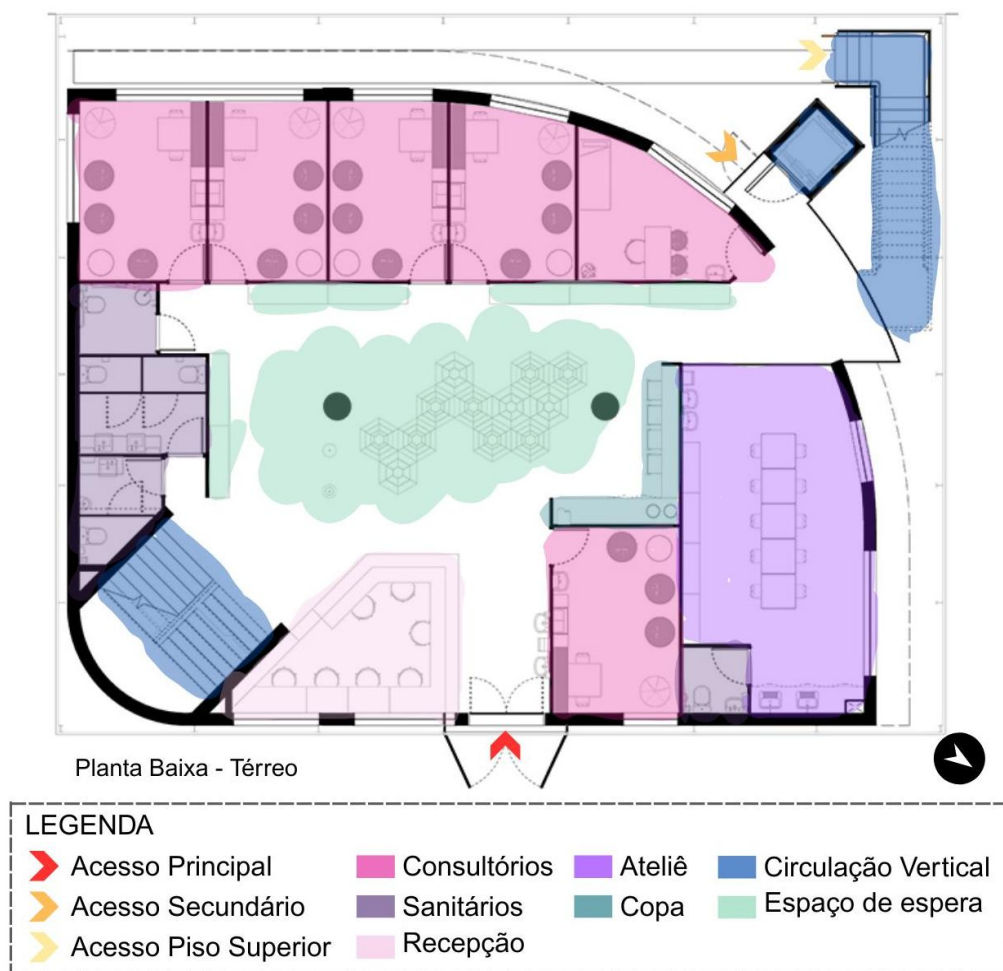 Planta Baixa - Térreo
LEGENDA
Acesso Principal
Acesso Secundário
Acesso Piso Superior
Consultórios
Sanitários
Recepção
Ateliê
Copa
Circulação Vertical
Espaço de espera